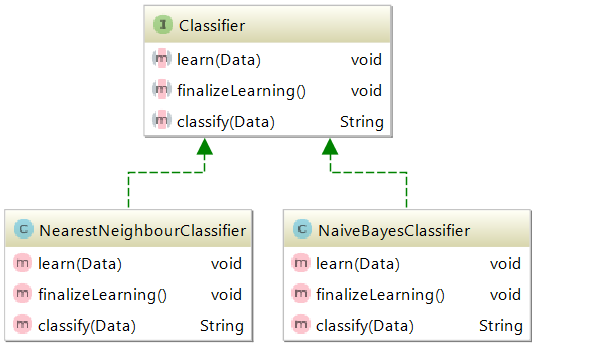 I Classifier
m learn(Data) void
m finalizeLearning() void
m classify(Data) String
C NearestNeighbourClassifier
m learn(Data) void
m finalizeLearning() void
m classify(Data) String
C NaiveBayesClassifier
m learn(Data) void
m finalizeLearning() void
m classify(Data) String